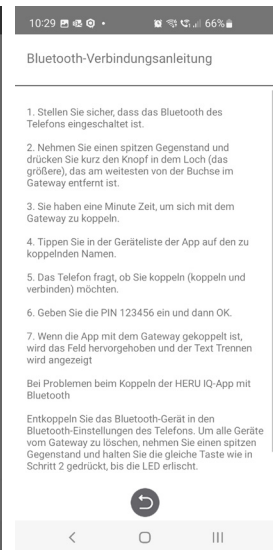 10:29
66%
Bluetooth-Verbindungsanleitung
1. Stellen Sie sicher, dass das Bluetooth des
Telefons eingeschaltet ist.
2. Nehmen Sie einen spitzen Gegenstand und
drücken Sie kurz den Knopf in dem Loch (das
größere), das am weitesten von der Buchse im
Gateway entfernt ist.
3. Sie haben eine Minute Zeit, um sich mit dem
Gateway zu koppeln.
4. Tippen Sie in der Geräteliste der App auf den zu
koppelnden Namen.
5. Das Telefon fragt, ob Sie koppeln (koppeln und
verbinden) möchten.
6. Geben Sie die PIN 123456 ein und dann OK.
7. Wenn die App mit dem Gateway gekoppelt ist,
wird das Feld hervorgehoben und der Text Trennen
wird angezeigt
Bei Problemen beim Koppeln der HERU IQ-App mit
Bluetooth
Entkoppeln Sie das Bluetooth-Gerät in den
Bluetooth-Einstellungen des Telefons. Um alle Geräte
vom Gateway zu löschen, nehmen Sie einen spitzen
Gegenstand und halten Sie die gleiche Taste wie in
Schritt 2 gedrückt, bis die LED erlischt.